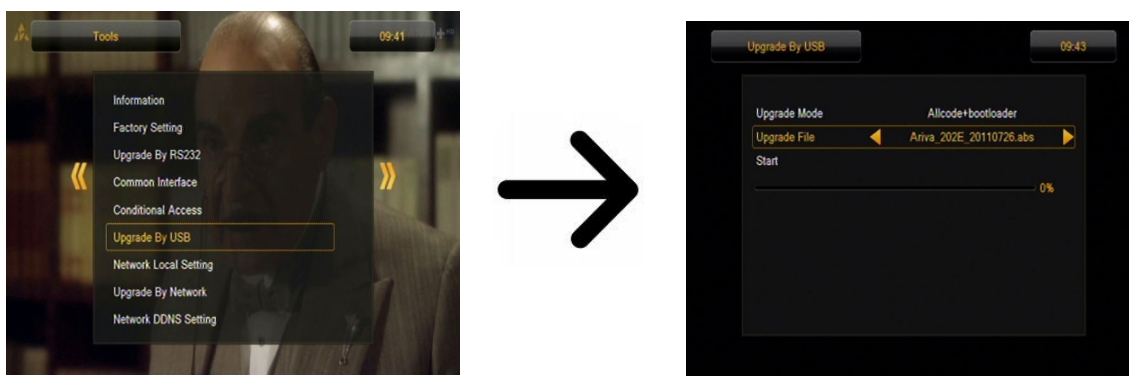 Tools
09:41
Information
Factory Setting
Upgrade By RS232
Common Interface
Conditional Access
Upgrade By USB
Network Local Setting
Upgrade By Network
Network DDNS Setting
Upgrade By USB
09:43
Upgrade Mode Allcode+bootloader
Upgrade File Ariva_202E_20110726.abs
Start
0%